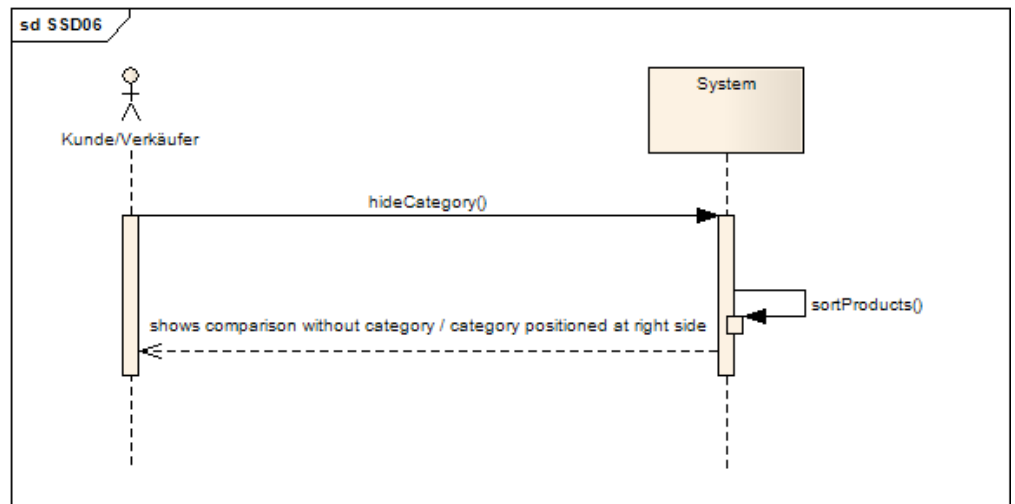 sd SSD06
Kunde/Verkäufer
System
hideCategory()
sortProducts()
shows comparison without category / category positioned at right side